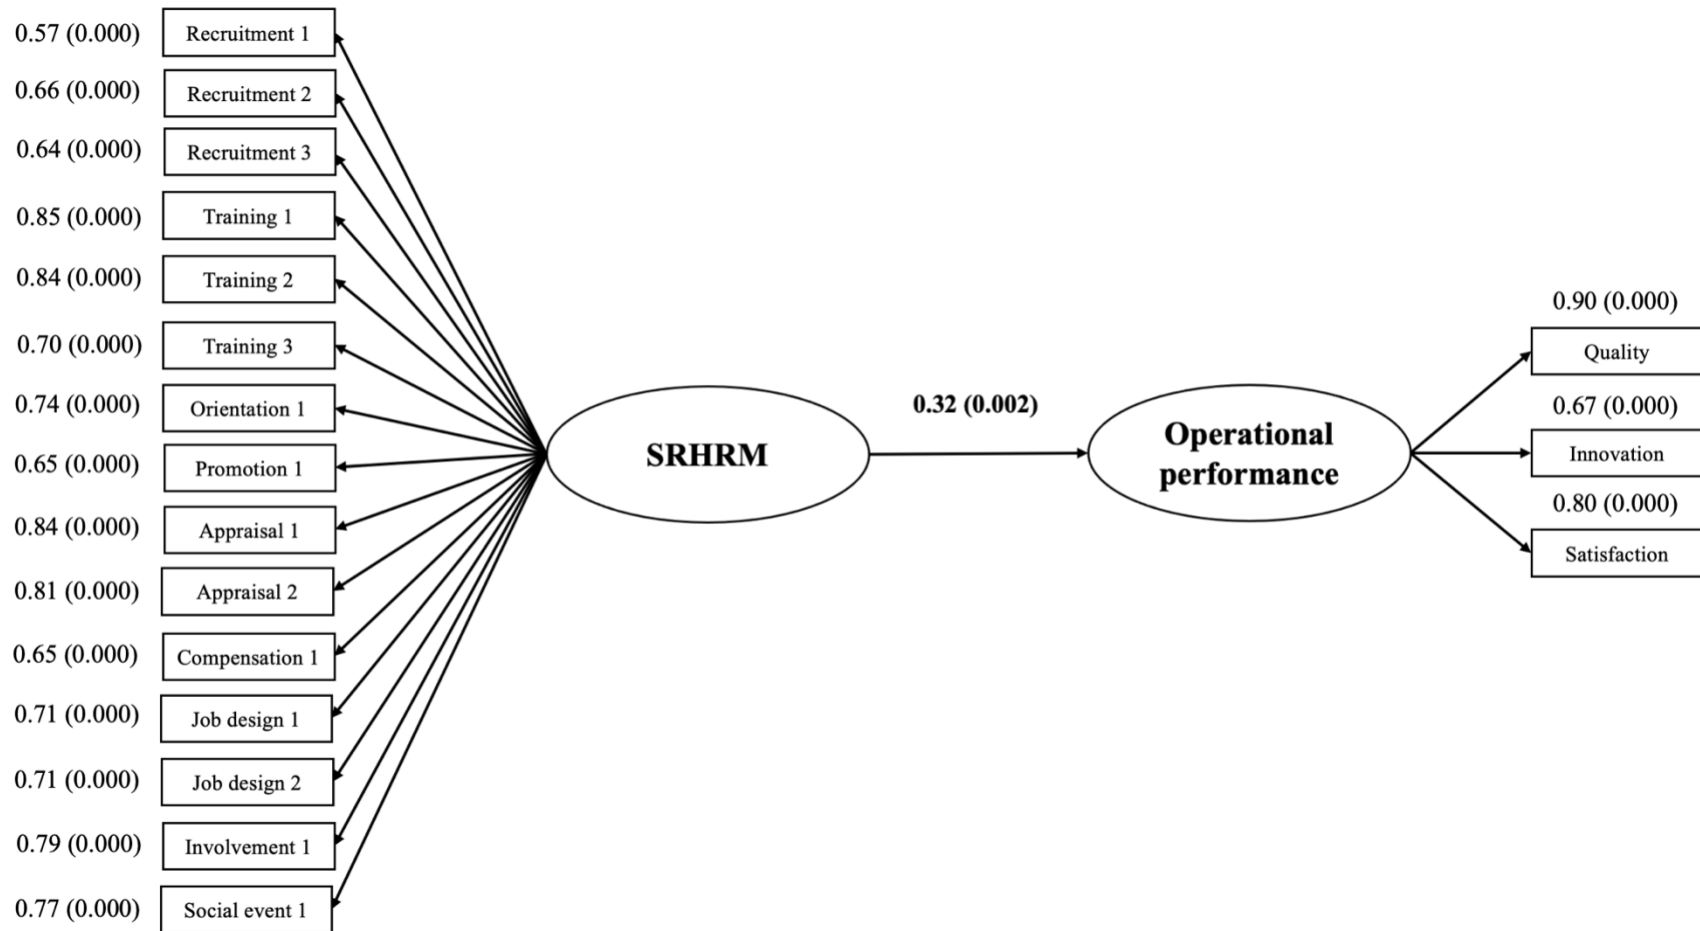 0.57 (0.000) Recruitment 1
0.66 (0.000) Recruitment 2
0.64 (0.000) Recruitment 3
0.85 (0.000) Training 1
0.84 (0.000) Training 2
0.70 (0.000) Training 3
0.74 (0.000) Orientation 1
0.65 (0.000) Promotion 1
0.84 (0.000) Appraisal 1
0.81 (0.000) Appraisal 2
0.65 (0.000) Compensation 1
0.71 (0.000) Job design 1
0.71 (0.000) Job design 2
0.79 (0.000) Involvement 1
0.77 (0.000) Social event 1
SRHRM
0.32 (0.002)
Operational
performance
0.90 (0.000)
Quality
0.67 (0.000)
Innovation
0.80 (0.000)
Satisfaction